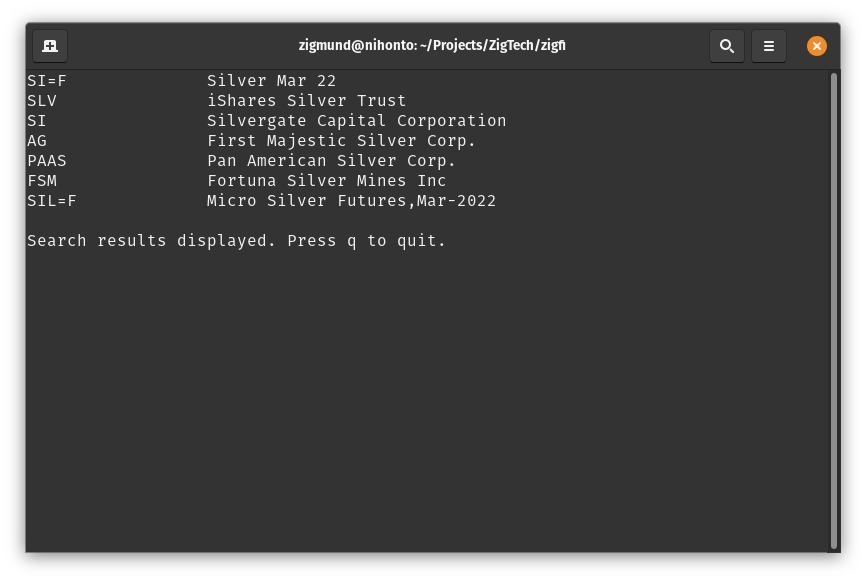 zigmund@nihonto: ~/Projects/ZigTech/zigfi
SI=F Silver Mar 22
SLV iShares Silver Trust
SI Silvergate Capital Corporation
AG First Majestic Silver Corp.
PAAS Pan American Silver Corp.
FSM Fortuna Silver Mines Inc
SIL=F Micro Silver Futures,Mar-2022
Search results displayed. Press q to quit.